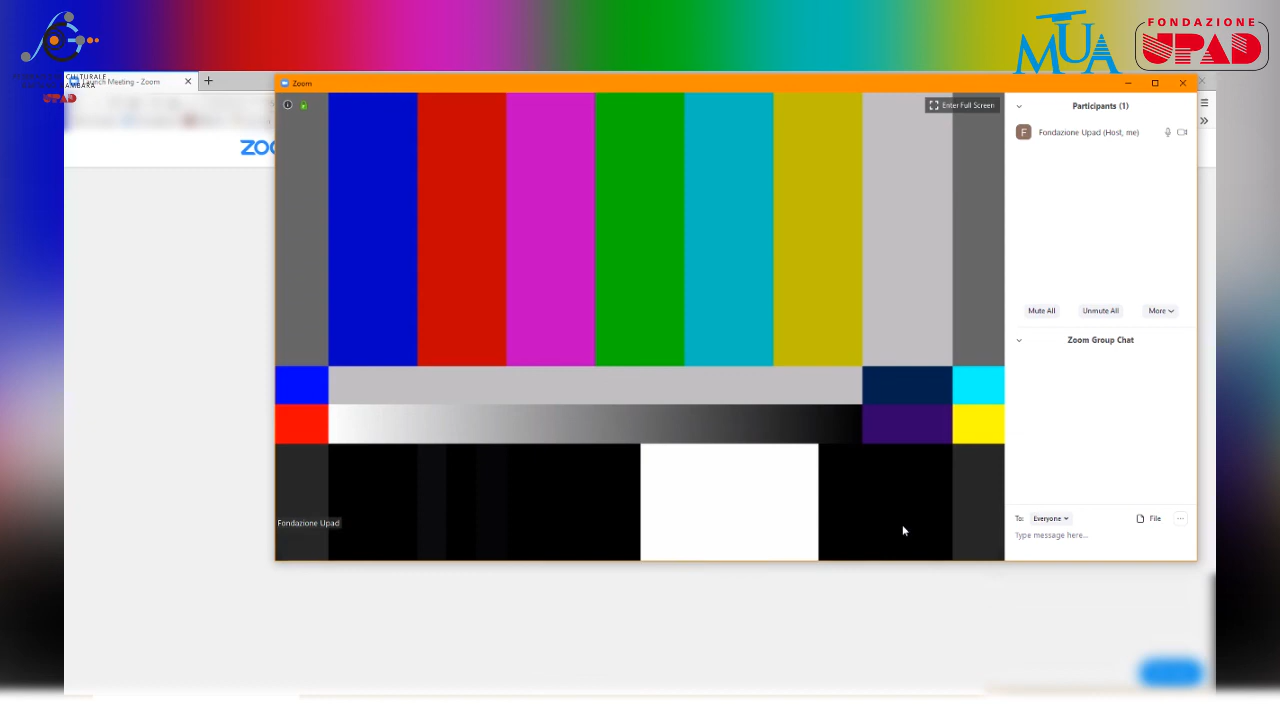 MUA
FONDAZIONE
UPAD
Launch Meeting - Zoom
UPAD
Zoom
Enter Full Screen
Participants (1)
F
Fondazione Upad (Host, me)
Mute All
Unmute All
More
Zoom Group Chat
Fondazione Upad
To:
Everyone
File
Type message here...